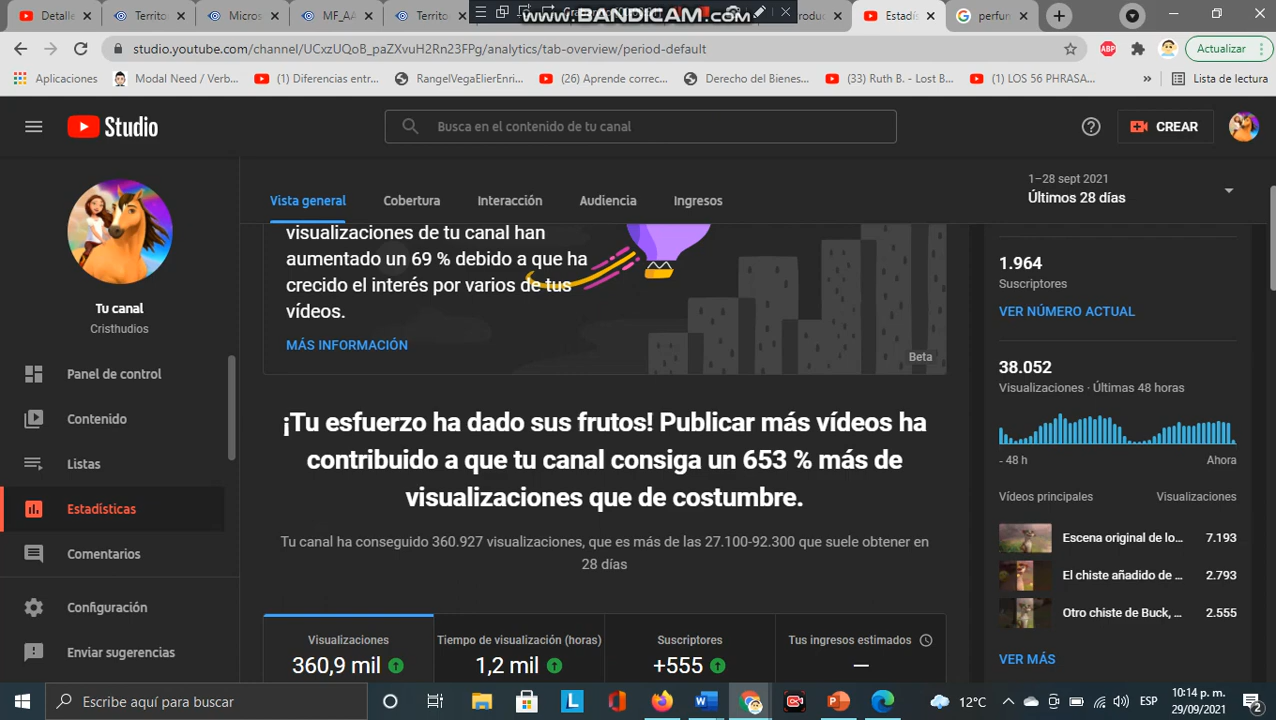 Detalle
Territo
Micros
MF_AA
Territo
www.BANDICAM.com
produc
Estadís
perfun
studio.youtube.com/channel/UCxzUQoB_paZXvuH2Rn23FPg/analytics/tab-overview/period-default
ABP
Actualizar
Aplicaciones
Modal Need / Verb...
(1) Diferencias entr...
RangelVegaElierEnri...
(26) Aprende correc...
Derecho del Bienes...
(33) Ruth B. - Lost B...
(1) LOS 56 PHRASA...
»
Lista de lectura
Studio
Busca en el contenido de tu canal
CREAR
Tu canal
Cristhudios
Panel de control
Contenido
Listas
Estadísticas
Comentarios
Configuración
Enviar sugerencias
Vista general
Cobertura
Interacción
Audiencia
Ingresos
1–28 sept 2021
Últimos 28 días
visualizaciones de tu canal han
aumentado un 69 % debido a que ha
crecido el interés por varios de tus
vídeos.
MÁS INFORMACIÓN
Beta
¡Tu esfuerzo ha dado sus frutos! Publicar más vídeos ha
contribuido a que tu canal consiga un 653 % más de
visualizaciones que de costumbre.
Tu canal ha conseguido 360.927 visualizaciones, que es más de las 27.100-92.300 que suele obtener en
28 días
Visualizaciones
360,9 mil
Tiempo de visualización (horas)
1,2 mil
Suscriptores
+555
Tus ingresos estimados
—
1.964
Suscriptores
VER NÚMERO ACTUAL
38.052
Visualizaciones · Últimas 48 horas
- 48 h
Ahora
Vídeos principales
Visualizaciones
Escena original de lo...
7.193
El chiste añadido de ...
2.793
Otro chiste de Buck, ...
2.555
VER MÁS
Escribe aquí para buscar
12°C
ESP
10:14 p. m.
29/09/2021
2